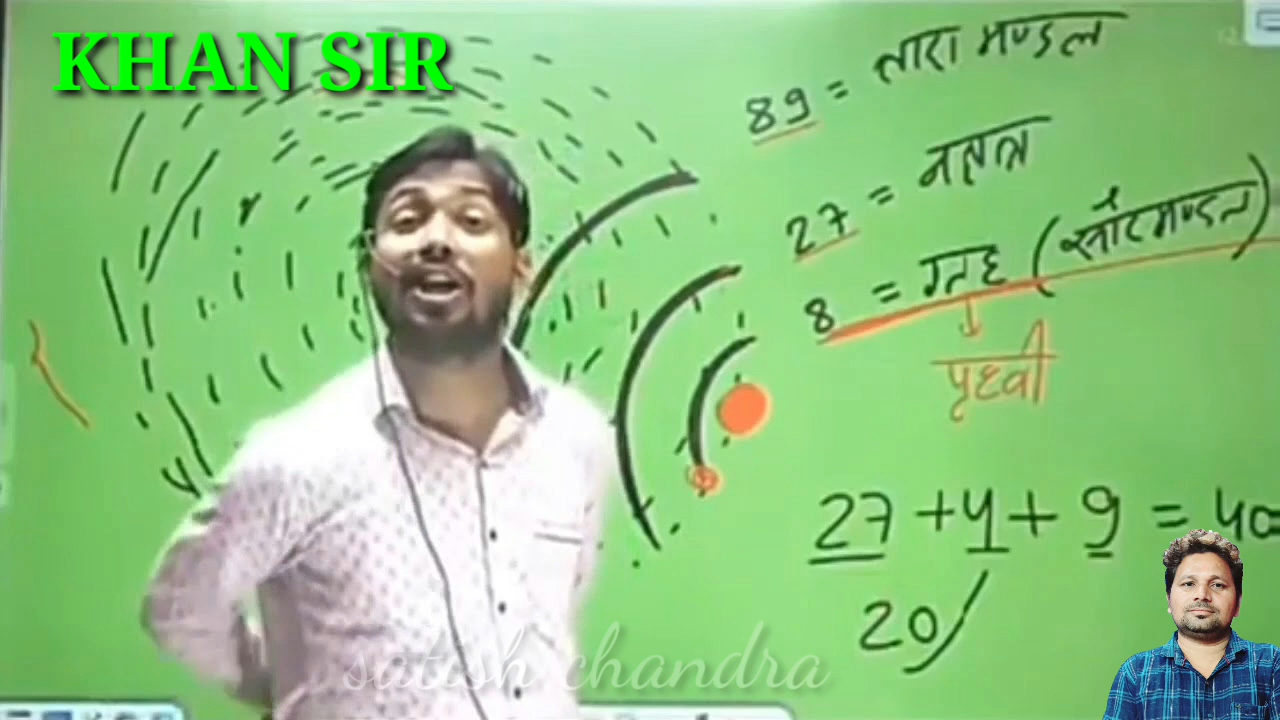 KHAN SIR
89 = तारा मण्डल
27 = नक्षत्र
8 = ग्रह (सौरमण्डल)
पृथ्वी
27 + 4 + 9 = 40
20/
satish chandra